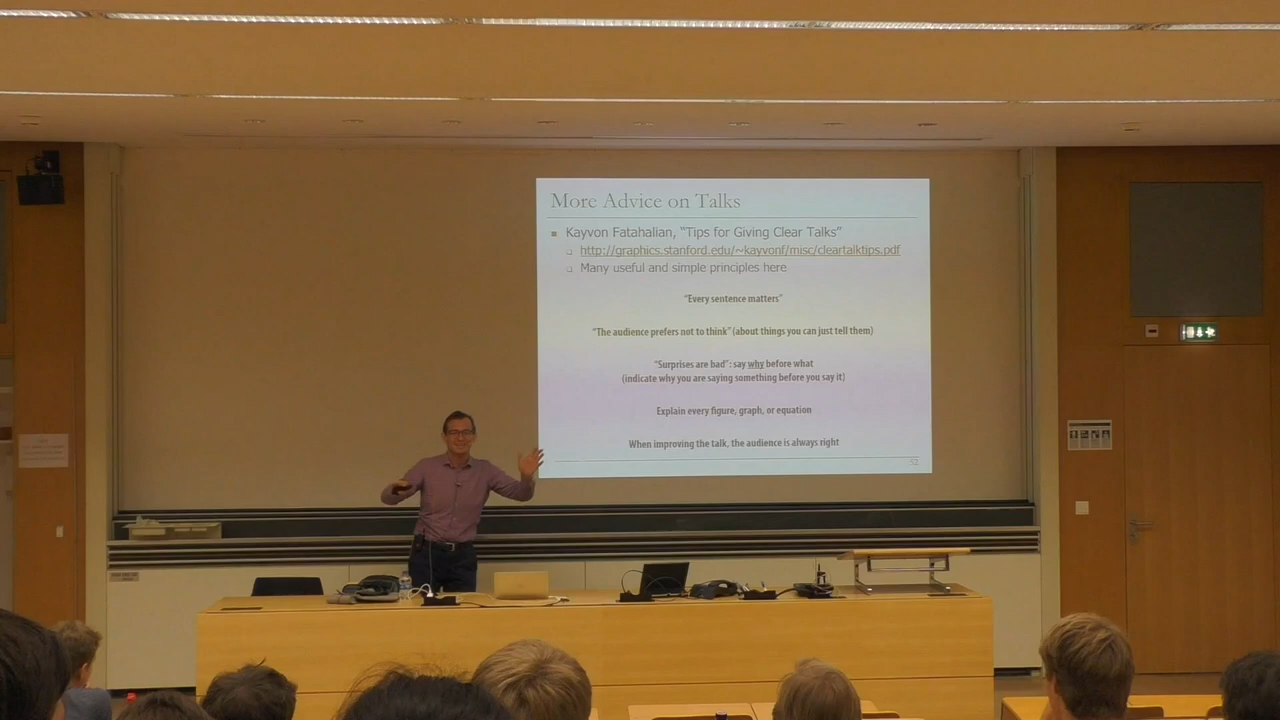 More Advice on Talks
Kayvon Fatahalian, “Tips for Giving Clear Talks”
http://graphics.stanford.edu/~kayvonf/misc/cleartalktips.pdf
Many useful and simple principles here
“Every sentence matters”
“The audience prefers not to think” (about things you can just tell them)
“Surprises are bad”: say why before what
(indicate why you are saying something before you say it)
Explain every figure, graph, or equation
When improving the talk, the audience is always right
52